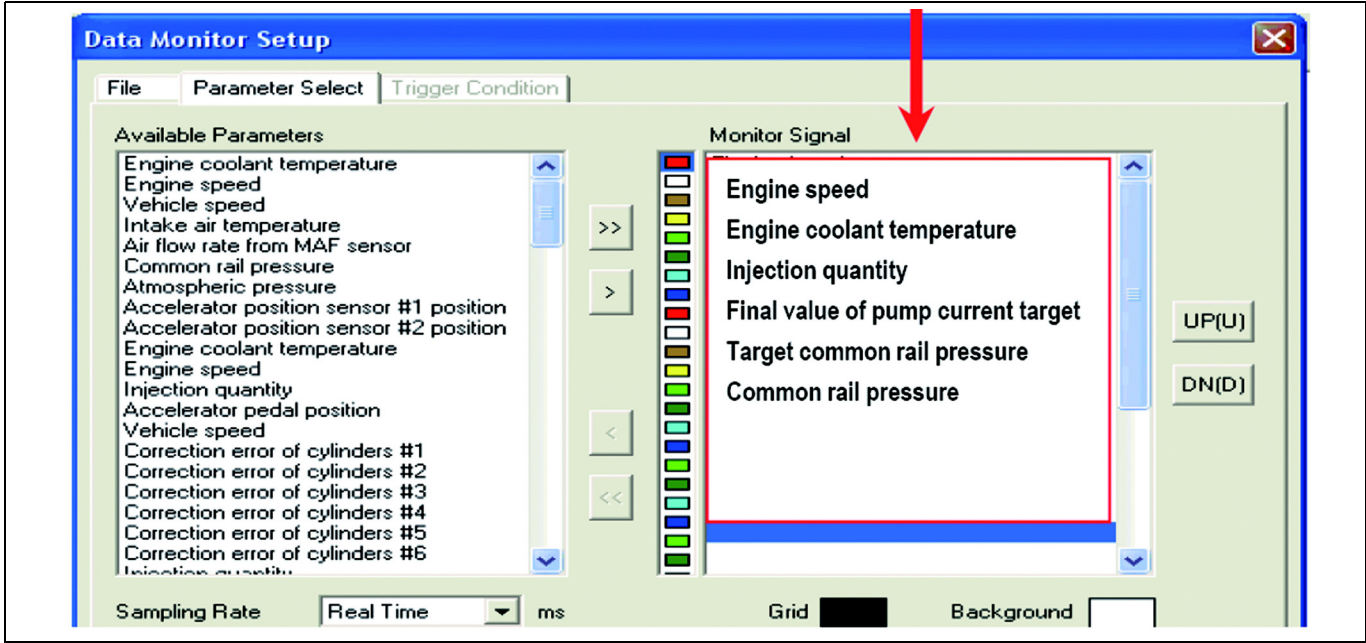 Data Monitor Setup
File
Parameter Select
Trigger Condition
Available Parameters
Engine coolant temperature
Engine speed
Vehicle speed
Intake air temperature
Air flow rate from MAF sensor
Common rail pressure
Atmospheric pressure
Accelerator position sensor #1 position
Accelerator position sensor #2 position
Engine coolant temperature
Engine speed
Injection quantity
Accelerator pedal position
Vehicle speed
Correction error of cylinders #1
Correction error of cylinders #2
Correction error of cylinders #3
Correction error of cylinders #4
Correction error of cylinders #5
Correction error of cylinders #6
Injection quantity
>>
>
<
<<
Monitor Signal
Engine speed
Engine coolant temperature
Injection quantity
Final value of pump current target
Target common rail pressure
Common rail pressure
UP(U)
DN(D)
Sampling Rate
Real Time
ms
Grid
Background